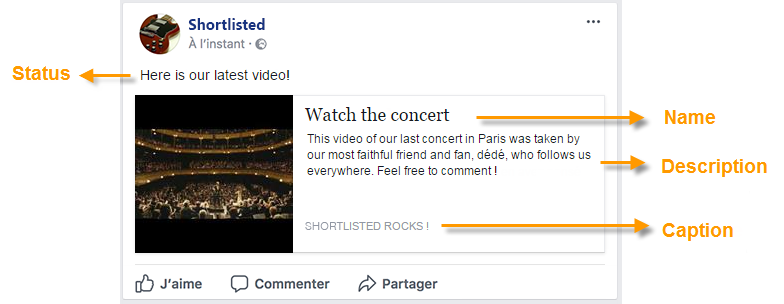 Shortlisted
À l'instant ·
Status
Here is our latest video!
Watch the concert
Name
This video of our last concert in Paris was taken by
our most faithful friend and fan, dédé, who follows us
everywhere. Feel free to comment !
Description
SHORTLISTED ROCKS !
Caption
J'aime
Commenter
Partager